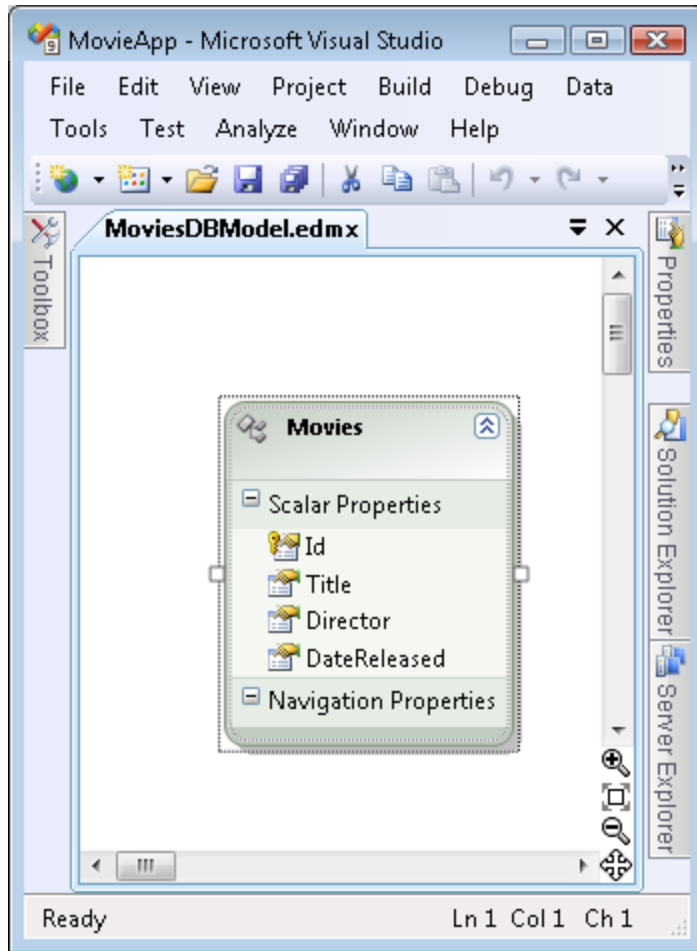 MovieApp - Microsoft Visual Studio
File Edit View Project Build Debug Data
Tools Test Analyze Window Help
MoviesDBModel.edmx
Toolbox
Properties
Movies
Scalar Properties
Id
Title
Director
DateReleased
Navigation Properties
Solution Explorer
Server Explorer
Ready Ln 1 Col 1 Ch 1